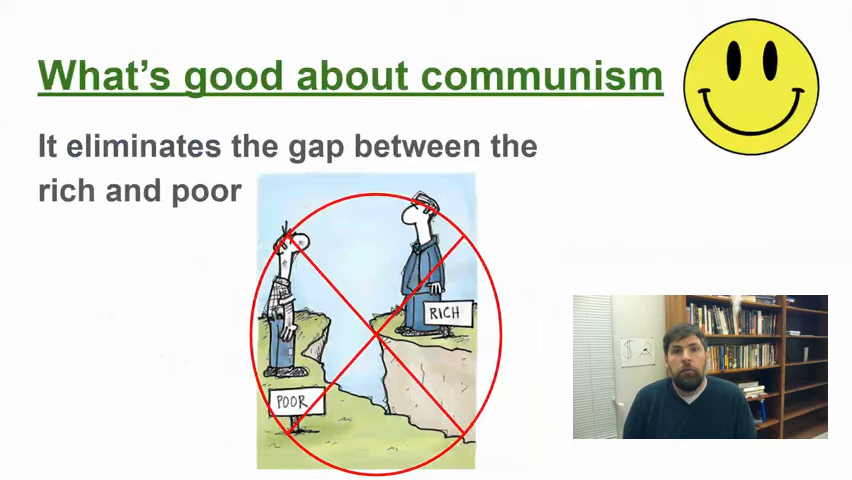 What's good about communism
It eliminates the gap between the
rich and poor
RICH
POOR
$